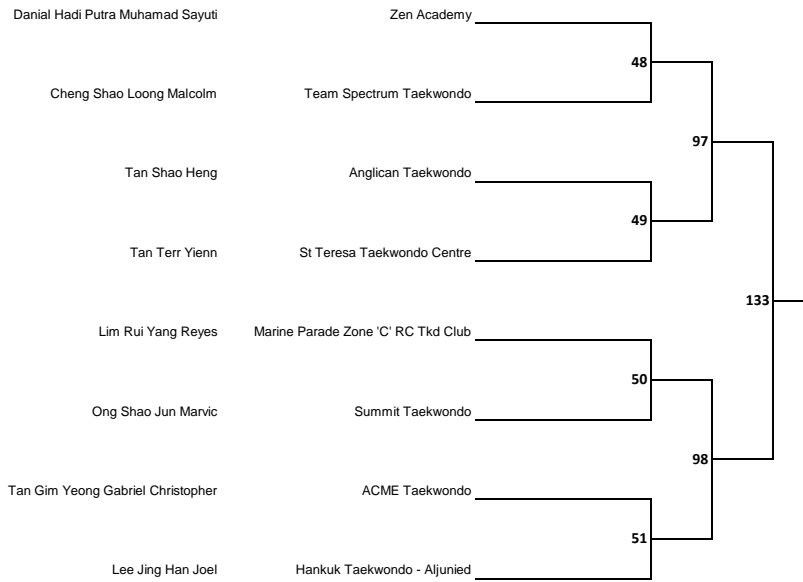 Danial Hadi Putra Muhamad Sayuti Zen Academy
48
Cheng Shao Loong Malcolm Team Spectrum Taekwondo
97
Tan Shao Heng Anglican Taekwondo
49
Tan Terr Yienn St Teresa Taekwondo Centre
133
Lim Rui Yang Reyes Marine Parade Zone 'C' RC Tkd Club
50
Ong Shao Jun Marvic Summit Taekwondo
98
Tan Gim Yeong Gabriel Christopher ACME Taekwondo
51
Lee Jing Han Joel Hankuk Taekwondo - Aljunied